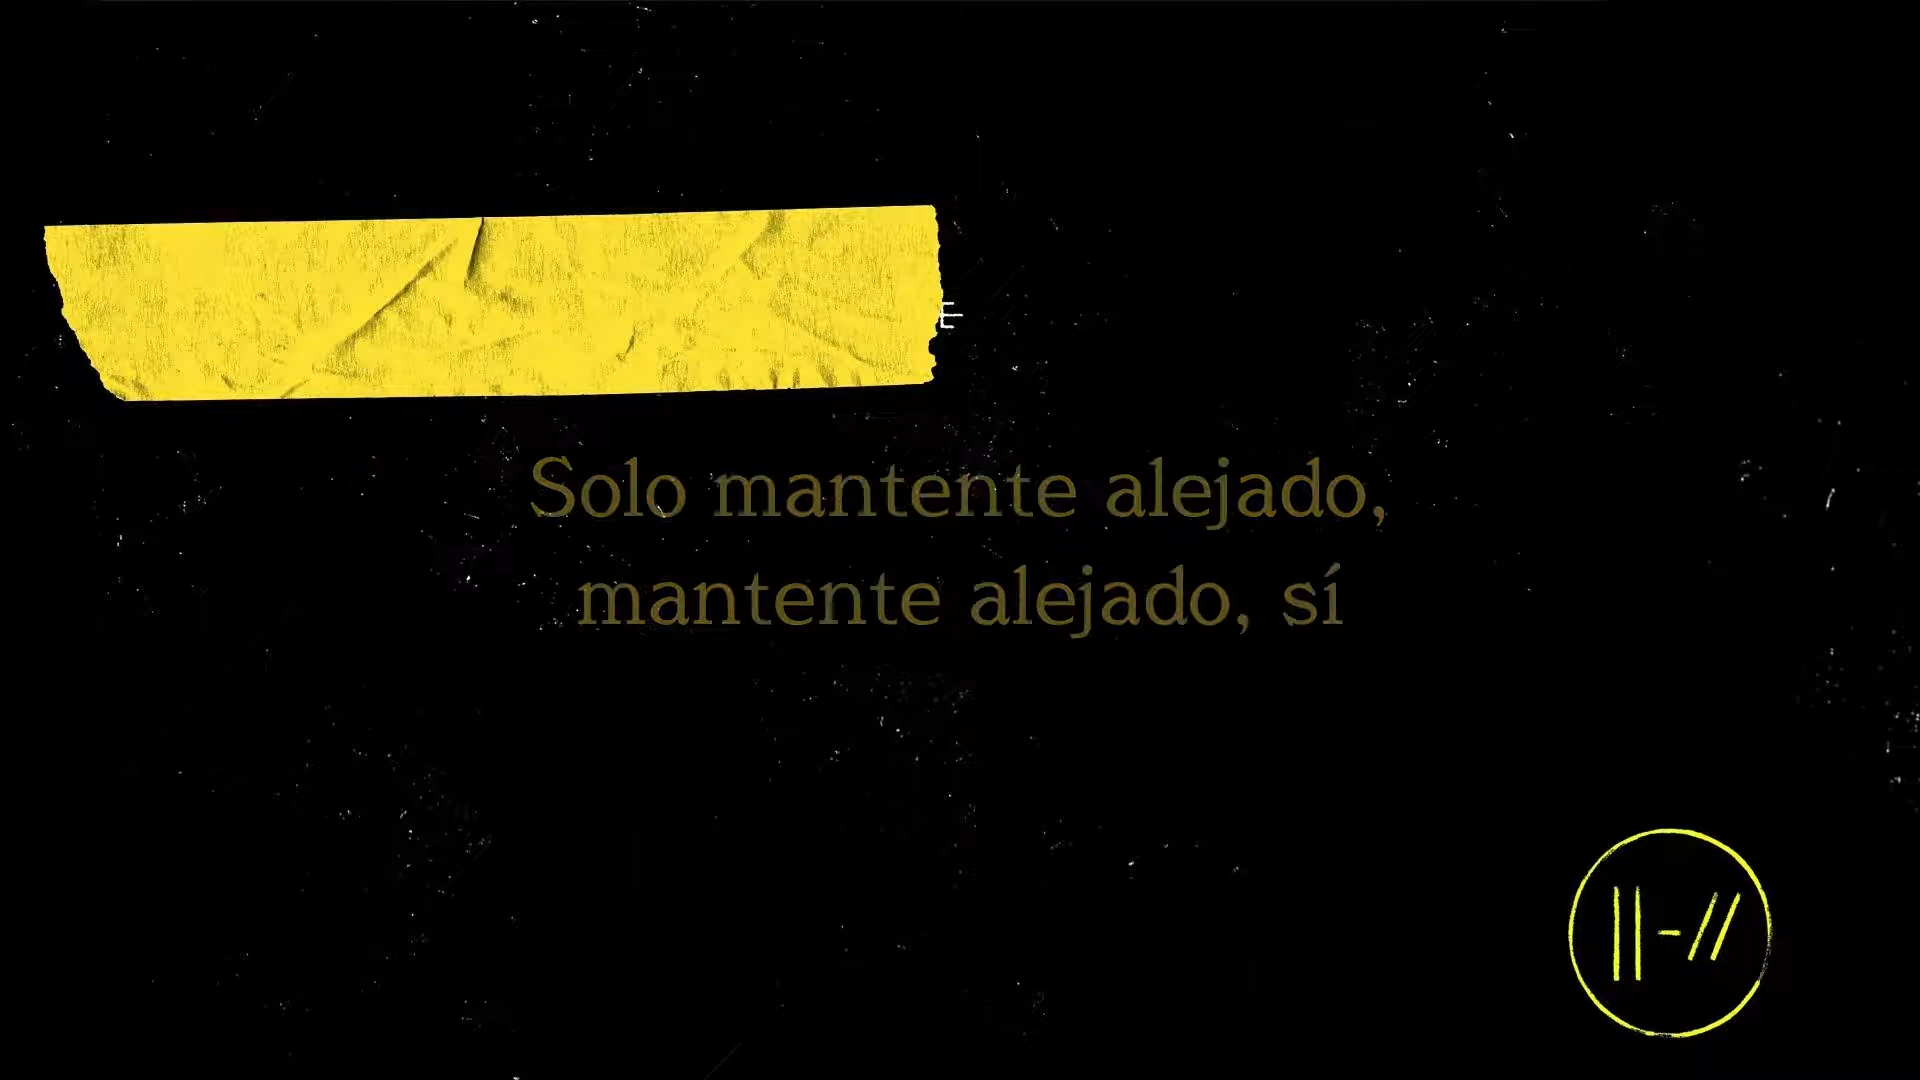 E
Solo mantente alejado,
mantente alejado, sí
||-//